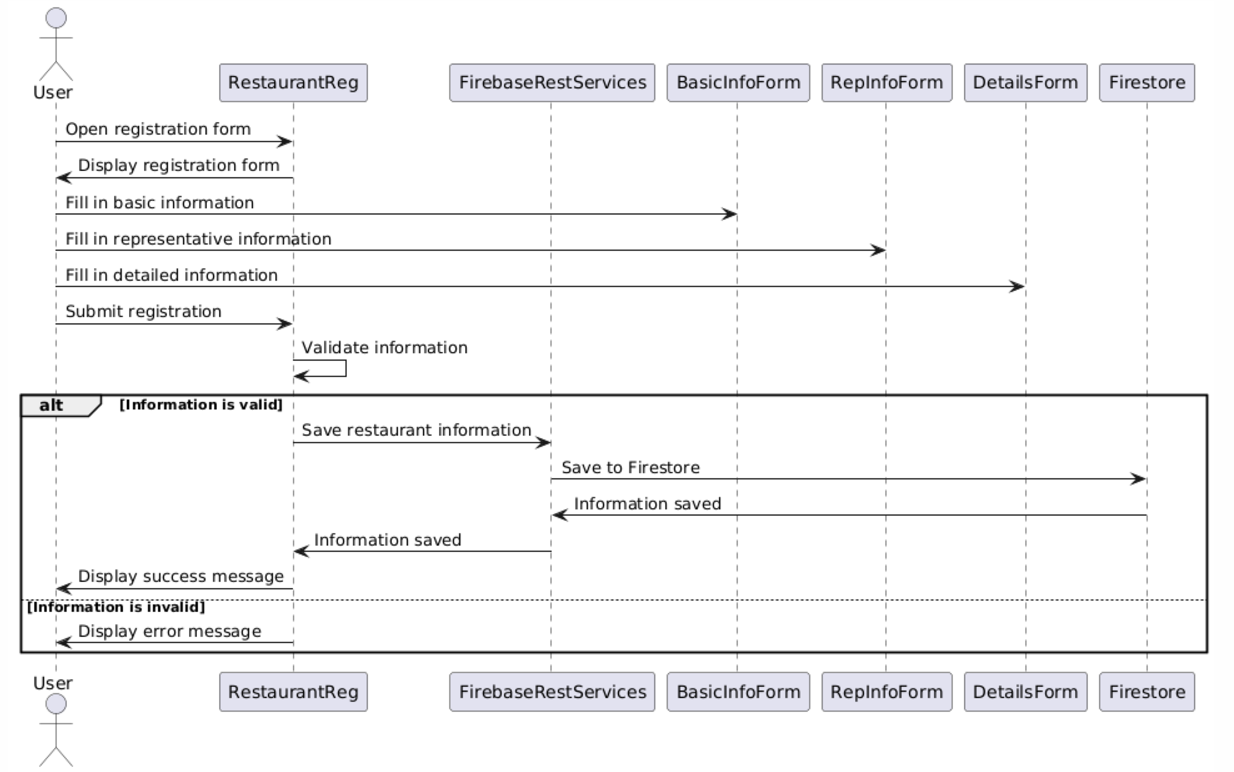 User
RestaurantReg
FirebaseRestServices
BasicInfoForm
RepInfoForm
DetailsForm
Firestore
Open registration form
Display registration form
Fill in basic information
Fill in representative information
Fill in detailed information
Submit registration
Validate information
alt [Information is valid]
Save restaurant information
Save to Firestore
Information saved
Information saved
Display success message
[Information is invalid]
Display error message
User
RestaurantReg
FirebaseRestServices
BasicInfoForm
RepInfoForm
DetailsForm
Firestore